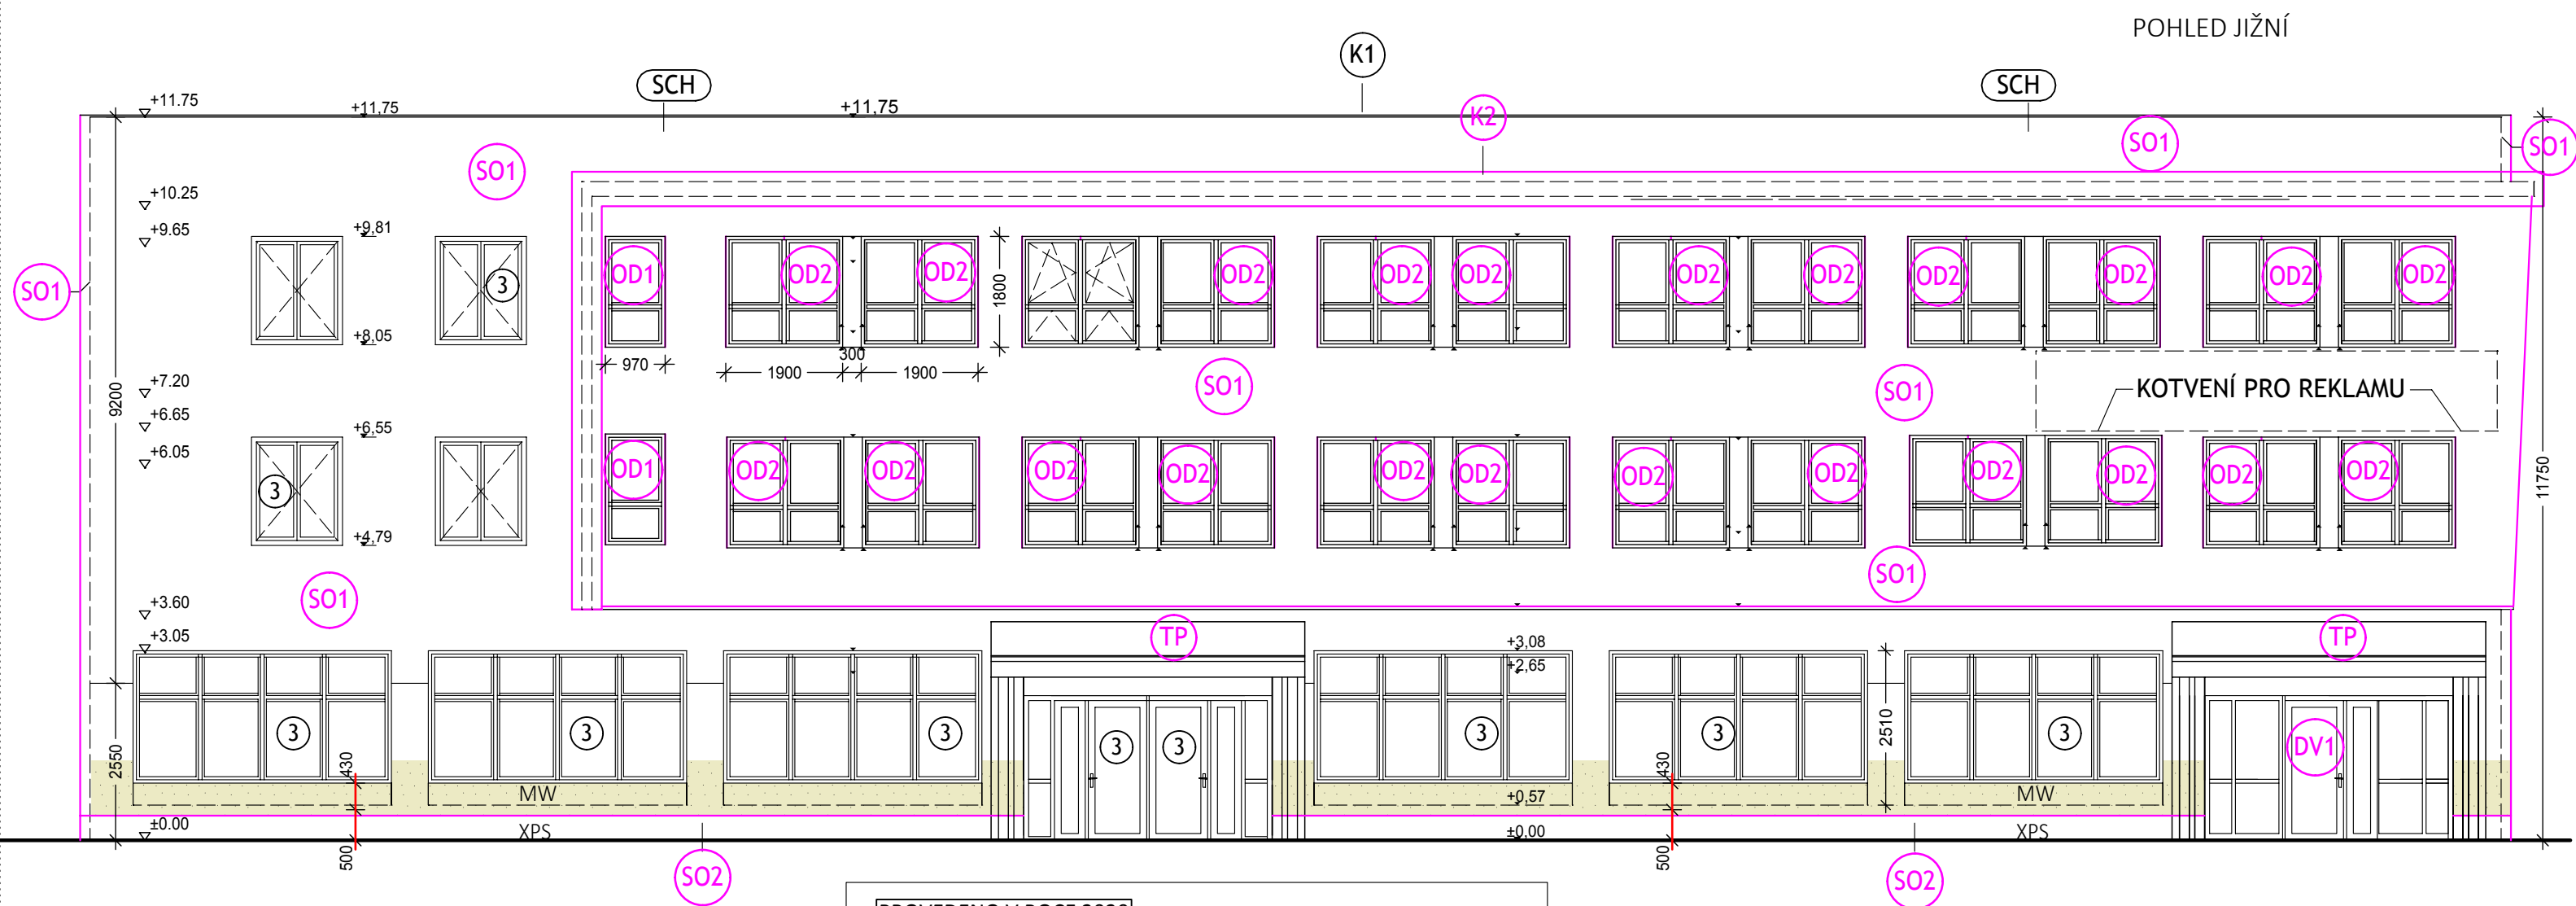 POHLED JIŽNÍ
K1
SCH
SCH
K2
+11.75
+11,75
+11,75
SO1
SO1
SO1
+10.25
+9.65
+9,81
SO1
3
OD1
OD2
OD2
1800
OD2
OD2
OD2
OD2
OD2
OD2
OD2
OD2
OD2
+8,05
970
1900
300
1900
SO1
SO1
KOTVENÍ PRO REKLAMU
9200
+7.20
+6.65
+6,55
+6.05
3
OD1
OD2
OD2
OD2
OD2
OD2
OD2
OD2
OD2
OD2
OD2
OD2
OD2
11750
+4,79
SO1
SO1
+3.60
+3.05
TP
+3,08
+2,65
TP
2550
3
3
3
3
3
3
3
3
2510
DV1
430
430
MW
+0,57
MW
±0.00
XPS
±0,00
XPS
500
500
SO2
SO2